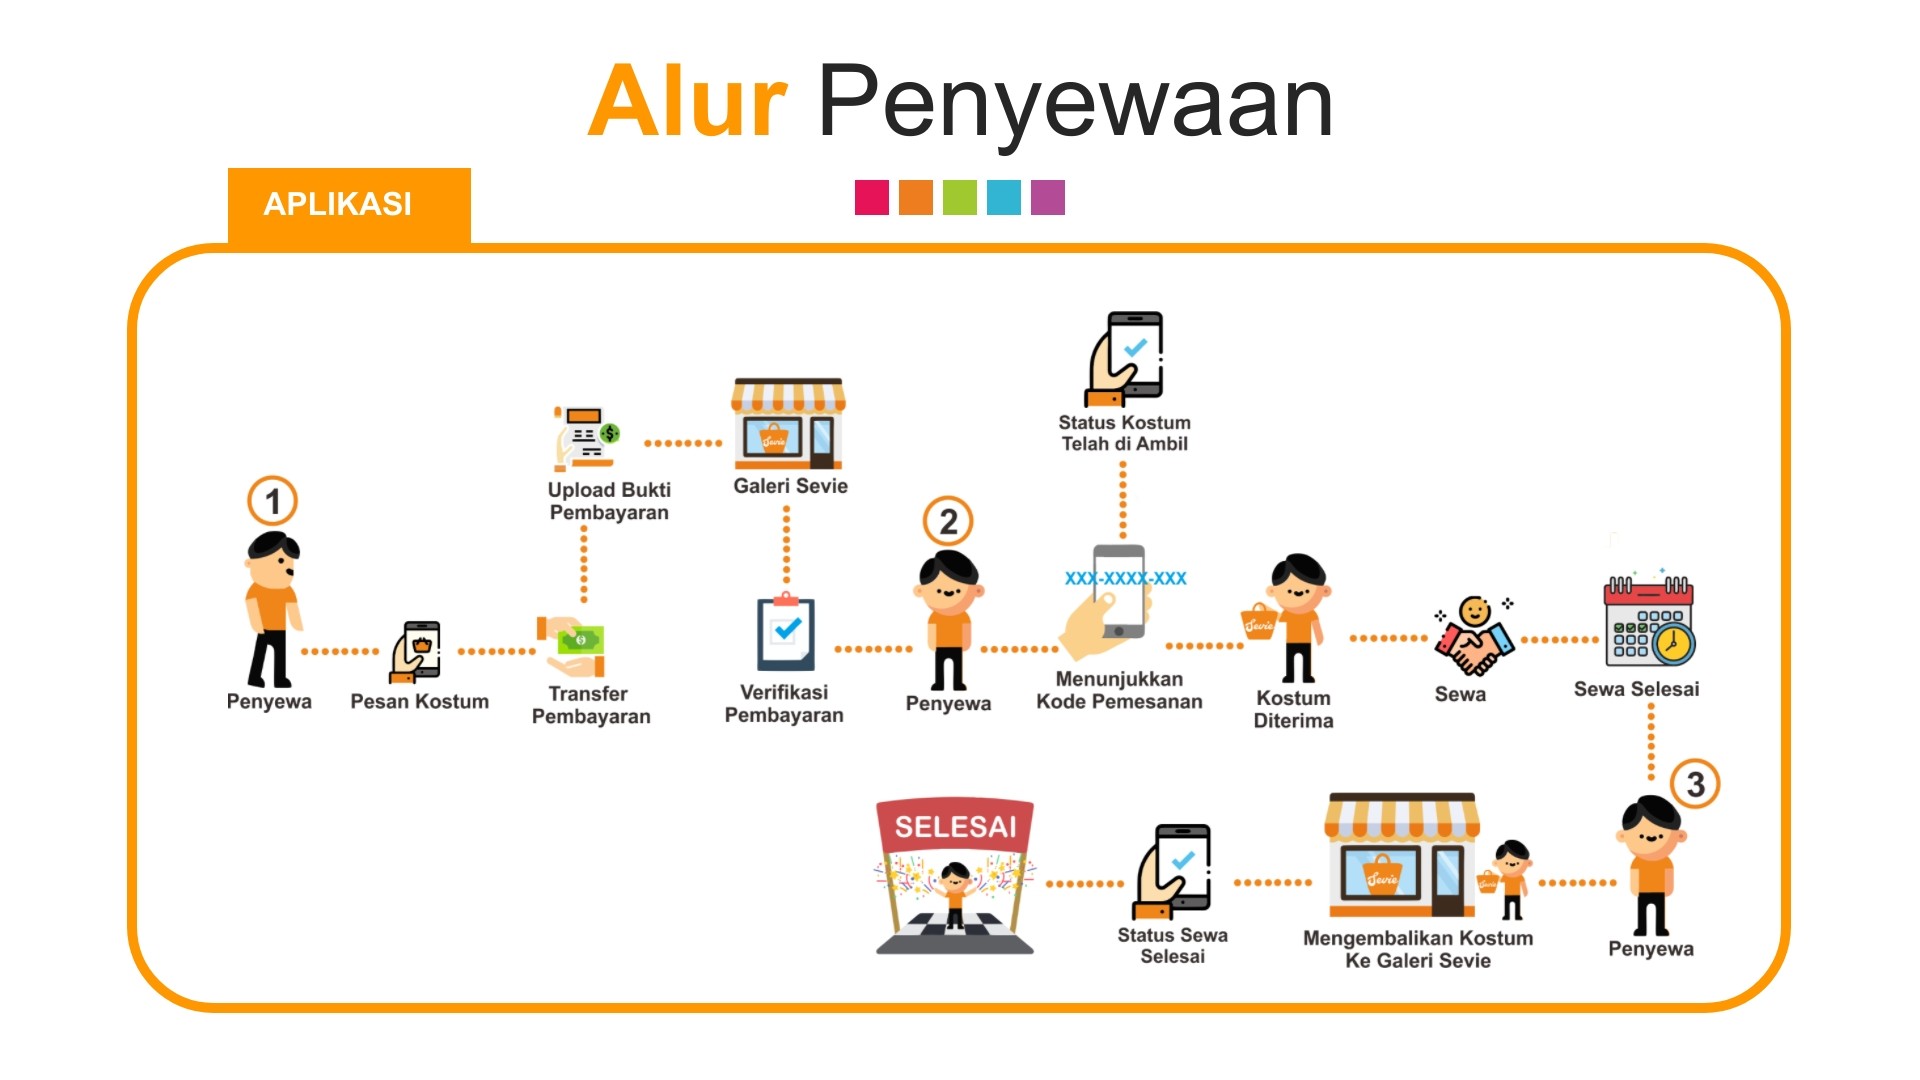 Alur Penyewaan
APLIKASI
1
Penyewa
Pesan Kostum
Transfer
Pembayaran
Upload Bukti
Pembayaran
Sevie
Galeri Sevie
Verifikasi
Pembayaran
2
Penyewa
XXX-XXXX-XXX
Menunjukkan
Kode Pemesanan
Status Kostum
Telah di Ambil
Sevie
Kostum
Diterima
Sewa
Sewa Selesai
3
Penyewa
Sevie
Sevie
Mengembalikan Kostum
Ke Galeri Sevie
Status Sewa
Selesai
SELESAI